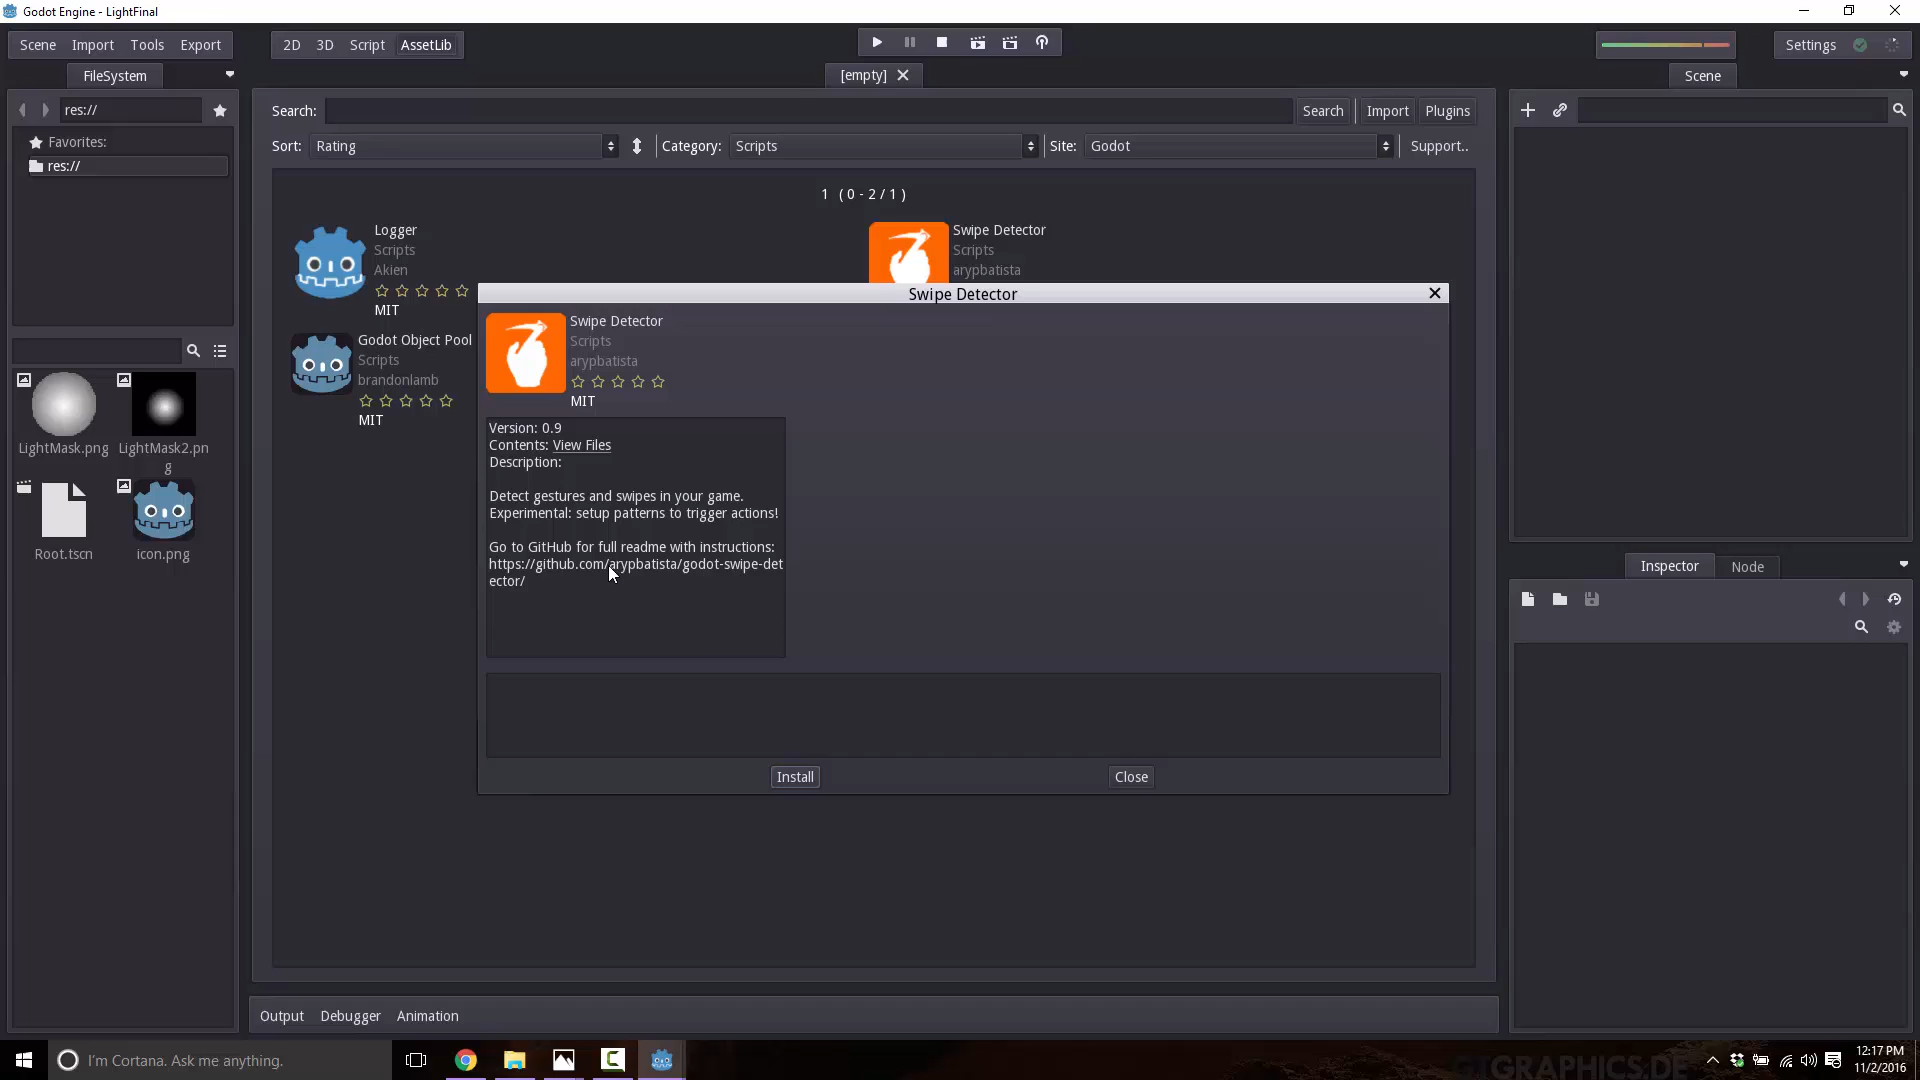 Godot Engine - LightFinal
Scene Import Tools Export
2D 3D Script AssetLib
Settings
FileSystem
[empty]
Scene
res://
Favorites:
res://
Search: Search Import Plugins
Sort: Rating Category: Scripts Site: Godot Support..
1 ( 0 - 2 / 1 )
Logger
Scripts
Akien
MIT
Swipe Detector
Scripts
arypbatista
Godot Object Pool
Scripts
brandonlamb
MIT
Swipe Detector
Swipe Detector
Scripts
arypbatista
MIT
Version: 0.9
Contents: View Files
Description:
Detect gestures and swipes in your game.
Experimental: setup patterns to trigger actions!
Go to GitHub for full readme with instructions:
https://github.com/arypbatista/godot-swipe-det
ector/
Install Close
LightMask.png
LightMask2.pn
g
Root.tscn
icon.png
Inspector Node
Output Debugger Animation
I'm Cortana. Ask me anything.
GTGRAPHICS.DE
12:17 PM
11/2/2016